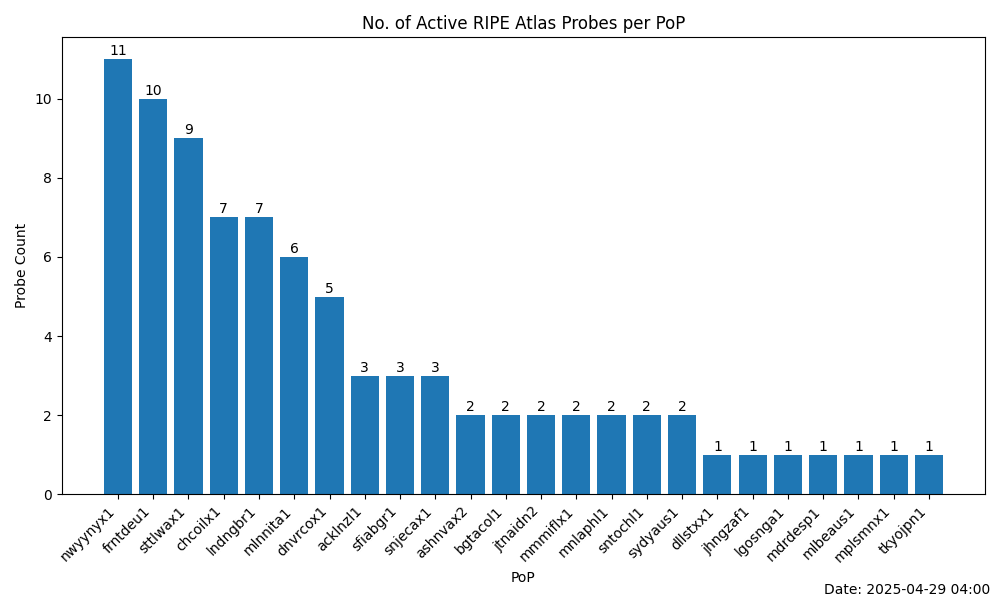 No. of Active RIPE Atlas Probes per PoP
Probe Count
10
8
6
4
2
0
11
10
9
7
7
6
5
3
3
3
2
2
2
2
2
2
2
1
1
1
1
1
1
1
nwyynyx1
frntdeu1
sttlwax1
chcoilx1
lndngbr1
mlnnita1
dnvrcox1
acklnzl1
sfiabgr1
snjecax1
ashnvax2
bgtacol1
jtnaidn2
mmmiflx1
mnlaphl1
sntochl1
sydyaus1
dllstxx1
jhngzaf1
lgosnga1
mdrdesp1
mlbeaus1
mplsmnx1
tkyojpn1
PoP
Date: 2025-04-29 04:00